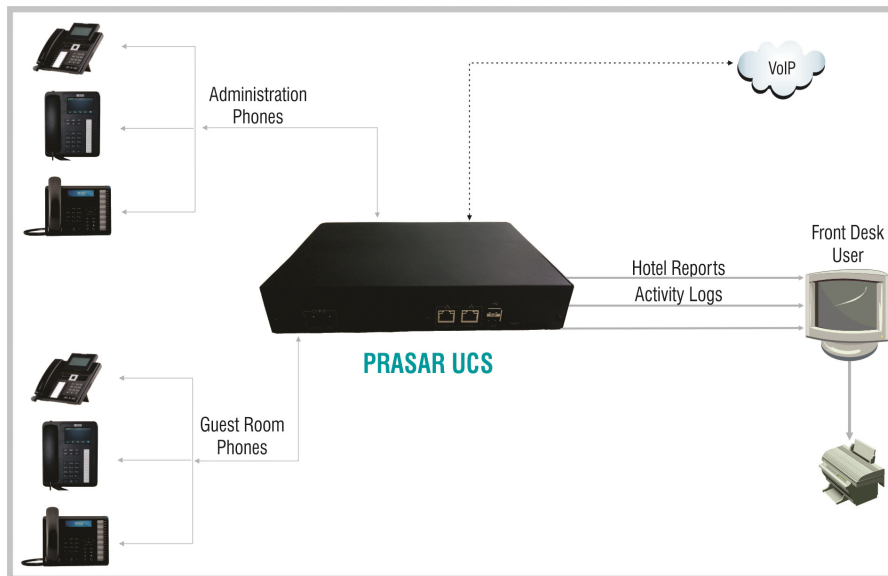 Administration
Phones
VoIP
Front Desk
User
Hotel Reports
Activity Logs
PRASAR UCS
Guest Room
Phones